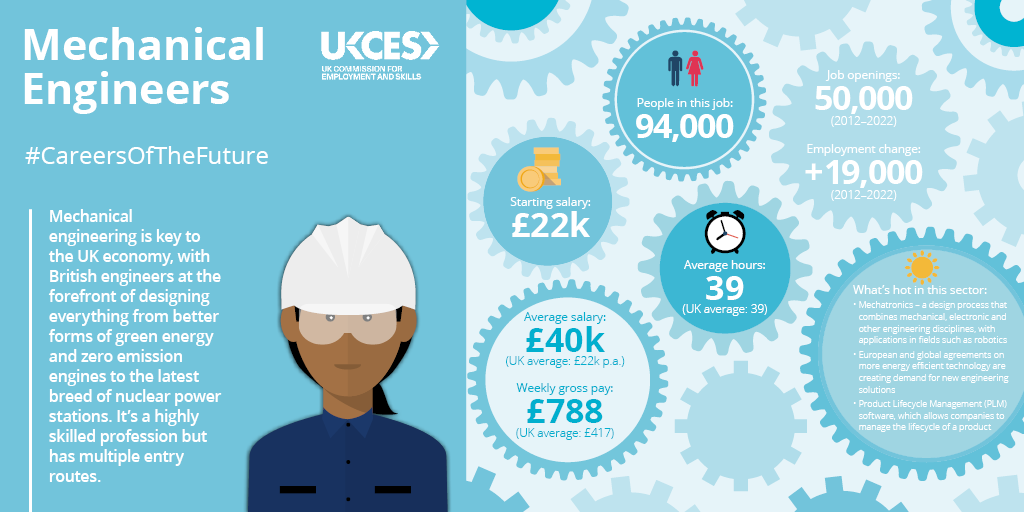 Mechanical
Engineers
UKCES
UK COMMISSION FOR
EMPLOYMENT AND SKILLS
#CareersOfTheFuture
Mechanical
engineering is key to
the UK economy, with
British engineers at the
forefront of designing
everything from better
forms of green energy
and zero emission
engines to the latest
breed of nuclear power
stations. It's a highly
skilled profession but
has multiple entry
routes.
People in this job:
94,000
Job openings:
50,000
(2012–2022)
Employment change:
+19,000
(2012–2022)
Starting salary:
£22k
Average hours:
39
(UK average: 39)
Average salary:
£40k
(UK average: £22k p.a.)
Weekly gross pay:
£788
(UK average: £417)
What's hot in this sector:
• Mechatronics – a design process that
combines mechanical, electronic and
other engineering disciplines, with
applications in fields such as robotics
• European and global agreements on
more energy efficient technology are
creating demand for new engineering
solutions
• Product Lifecycle Management (PLM)
software, which allows companies to
manage the lifecycle of a product